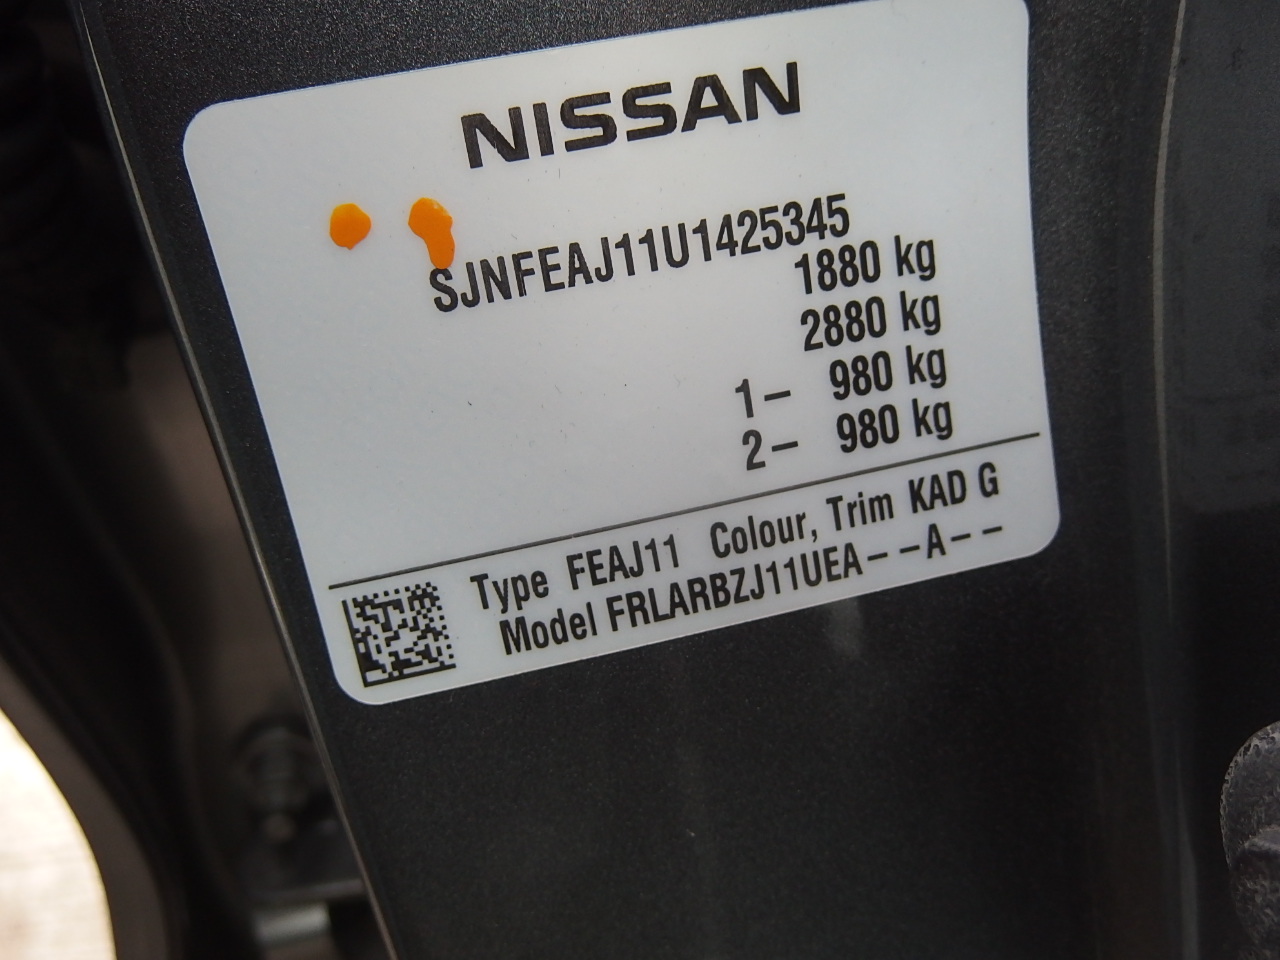 NISSAN
SJNFEAJ11U1425345
1880 kg
2880 kg
1– 980 kg
2– 980 kg
Type FEAJ11 Colour, Trim KAD G
Model FRLARBZJ11UEA--A--